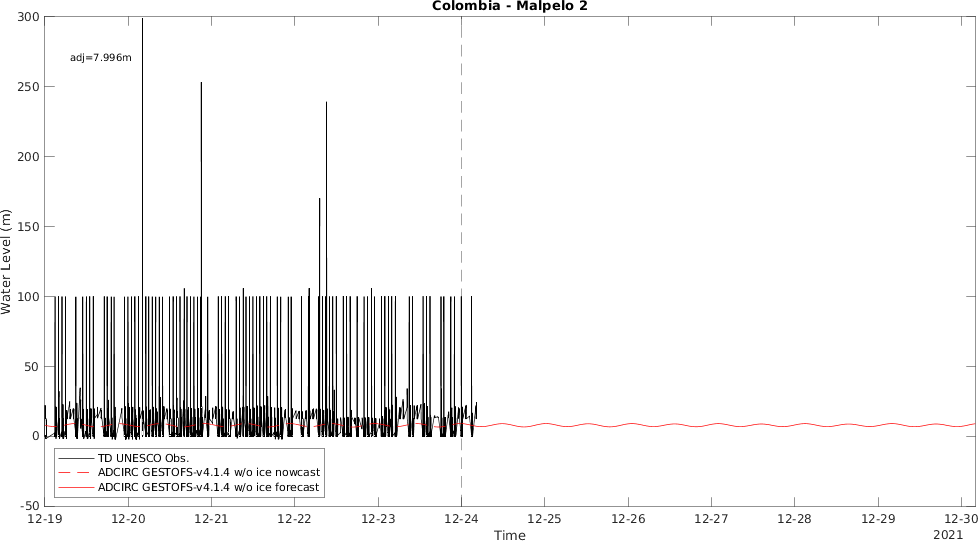 Colombia - Malpelo 2
adj=7.996m
300
250
200
150
100
50
0
-50
Water Level (m)
TD UNESCO Obs.
ADCIRC GESTOFS-v4.1.4 w/o ice nowcast
ADCIRC GESTOFS-v4.1.4 w/o ice forecast
12-19 12-20 12-21 12-22 12-23 12-24 12-25 12-26 12-27 12-28 12-29 12-30
Time
2021